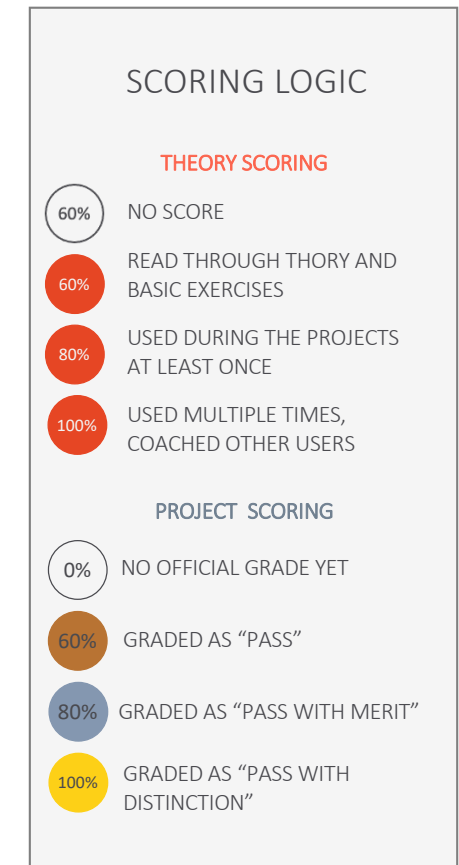 SCORING LOGIC
THEORY SCORING
60%
NO SCORE
60%
READ THROUGH THORY AND
BASIC EXERCISES
80%
USED DURING THE PROJECTS
AT LEAST ONCE
100%
USED MULTIPLE TIMES,
COACHED OTHER USERS
PROJECT SCORING
0%
NO OFFICIAL GRADE YET
60%
GRADED AS “PASS”
80%
GRADED AS “PASS WITH MERIT”
100%
GRADED AS “PASS WITH
DISTINCTION”